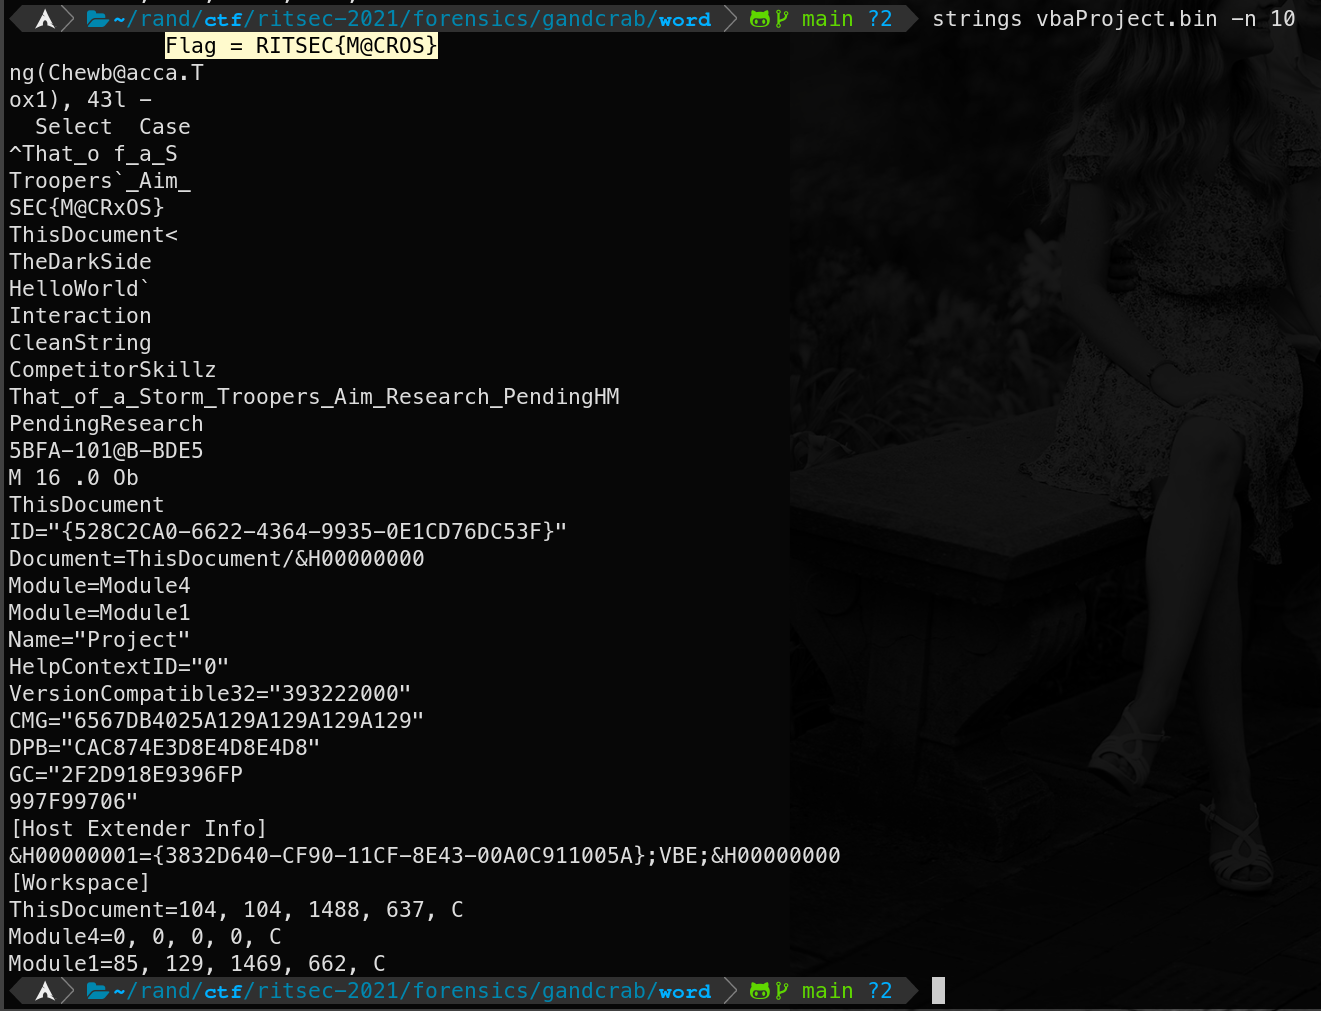 ~/rand/ctf/ritsec-2021/forensics/gandcrab/word main ?2 strings vbaProject.bin -n 10
Flag = RITSEC{M@CROS}
ng(Chewb@acca.T
ox1), 43l -
Select  Case
^That_o f_a_S
Troopers`_Aim_
SEC{M@CRxOS}
ThisDocument<
TheDarkSide
HelloWorld`
Interaction
CleanString
CompetitorSkillz
That_of_a_Storm_Troopers_Aim_Research_PendingHM
PendingResearch
5BFA-101@B-BDE5
M 16 .0 Ob
ThisDocument
ID="{528C2CA0-6622-4364-9935-0E1CD76DC53F}"
Document=ThisDocument/&H00000000
Module=Module4
Module=Module1
Name="Project"
HelpContextID="0"
VersionCompatible32="393222000"
CMG="6567DB4025A129A129A129A129"
DPB="CAC874E3D8E4D8E4D8"
GC="2F2D918E9396FP
997F99706"
[Host Extender Info]
&H00000001={3832D640-CF90-11CF-8E43-00A0C911005A};VBE;&H00000000
[Workspace]
ThisDocument=104, 104, 1488, 637, C
Module4=0, 0, 0, 0, C
Module1=85, 129, 1469, 662, C
~/rand/ctf/ritsec-2021/forensics/gandcrab/word main ?2